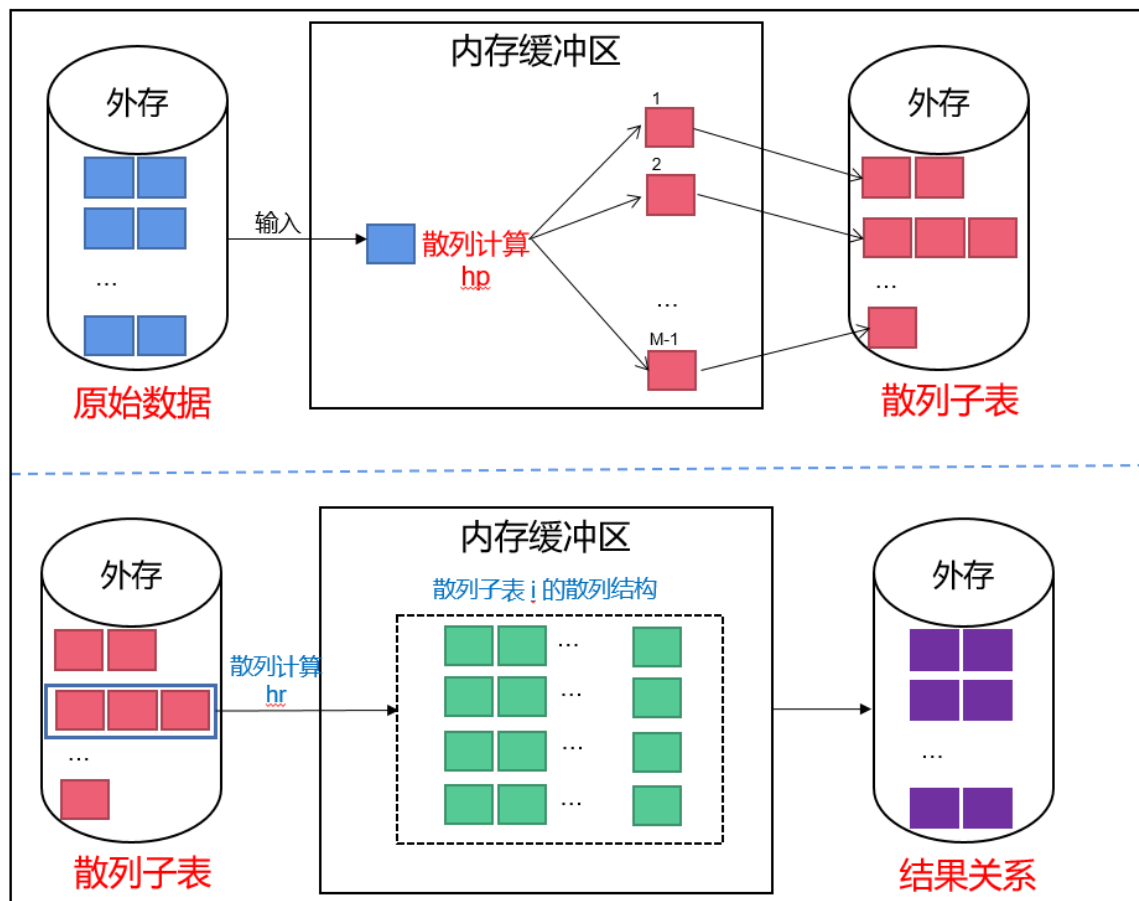 内存缓冲区
外存
外存
1
2
输入
散列计算
hp
...
...
...
M-1
原始数据
散列子表
内存缓冲区
外存
外存
散列子表 i 的散列结构
散列计算
hr
...
...
...
...
...
...
散列子表
结果关系